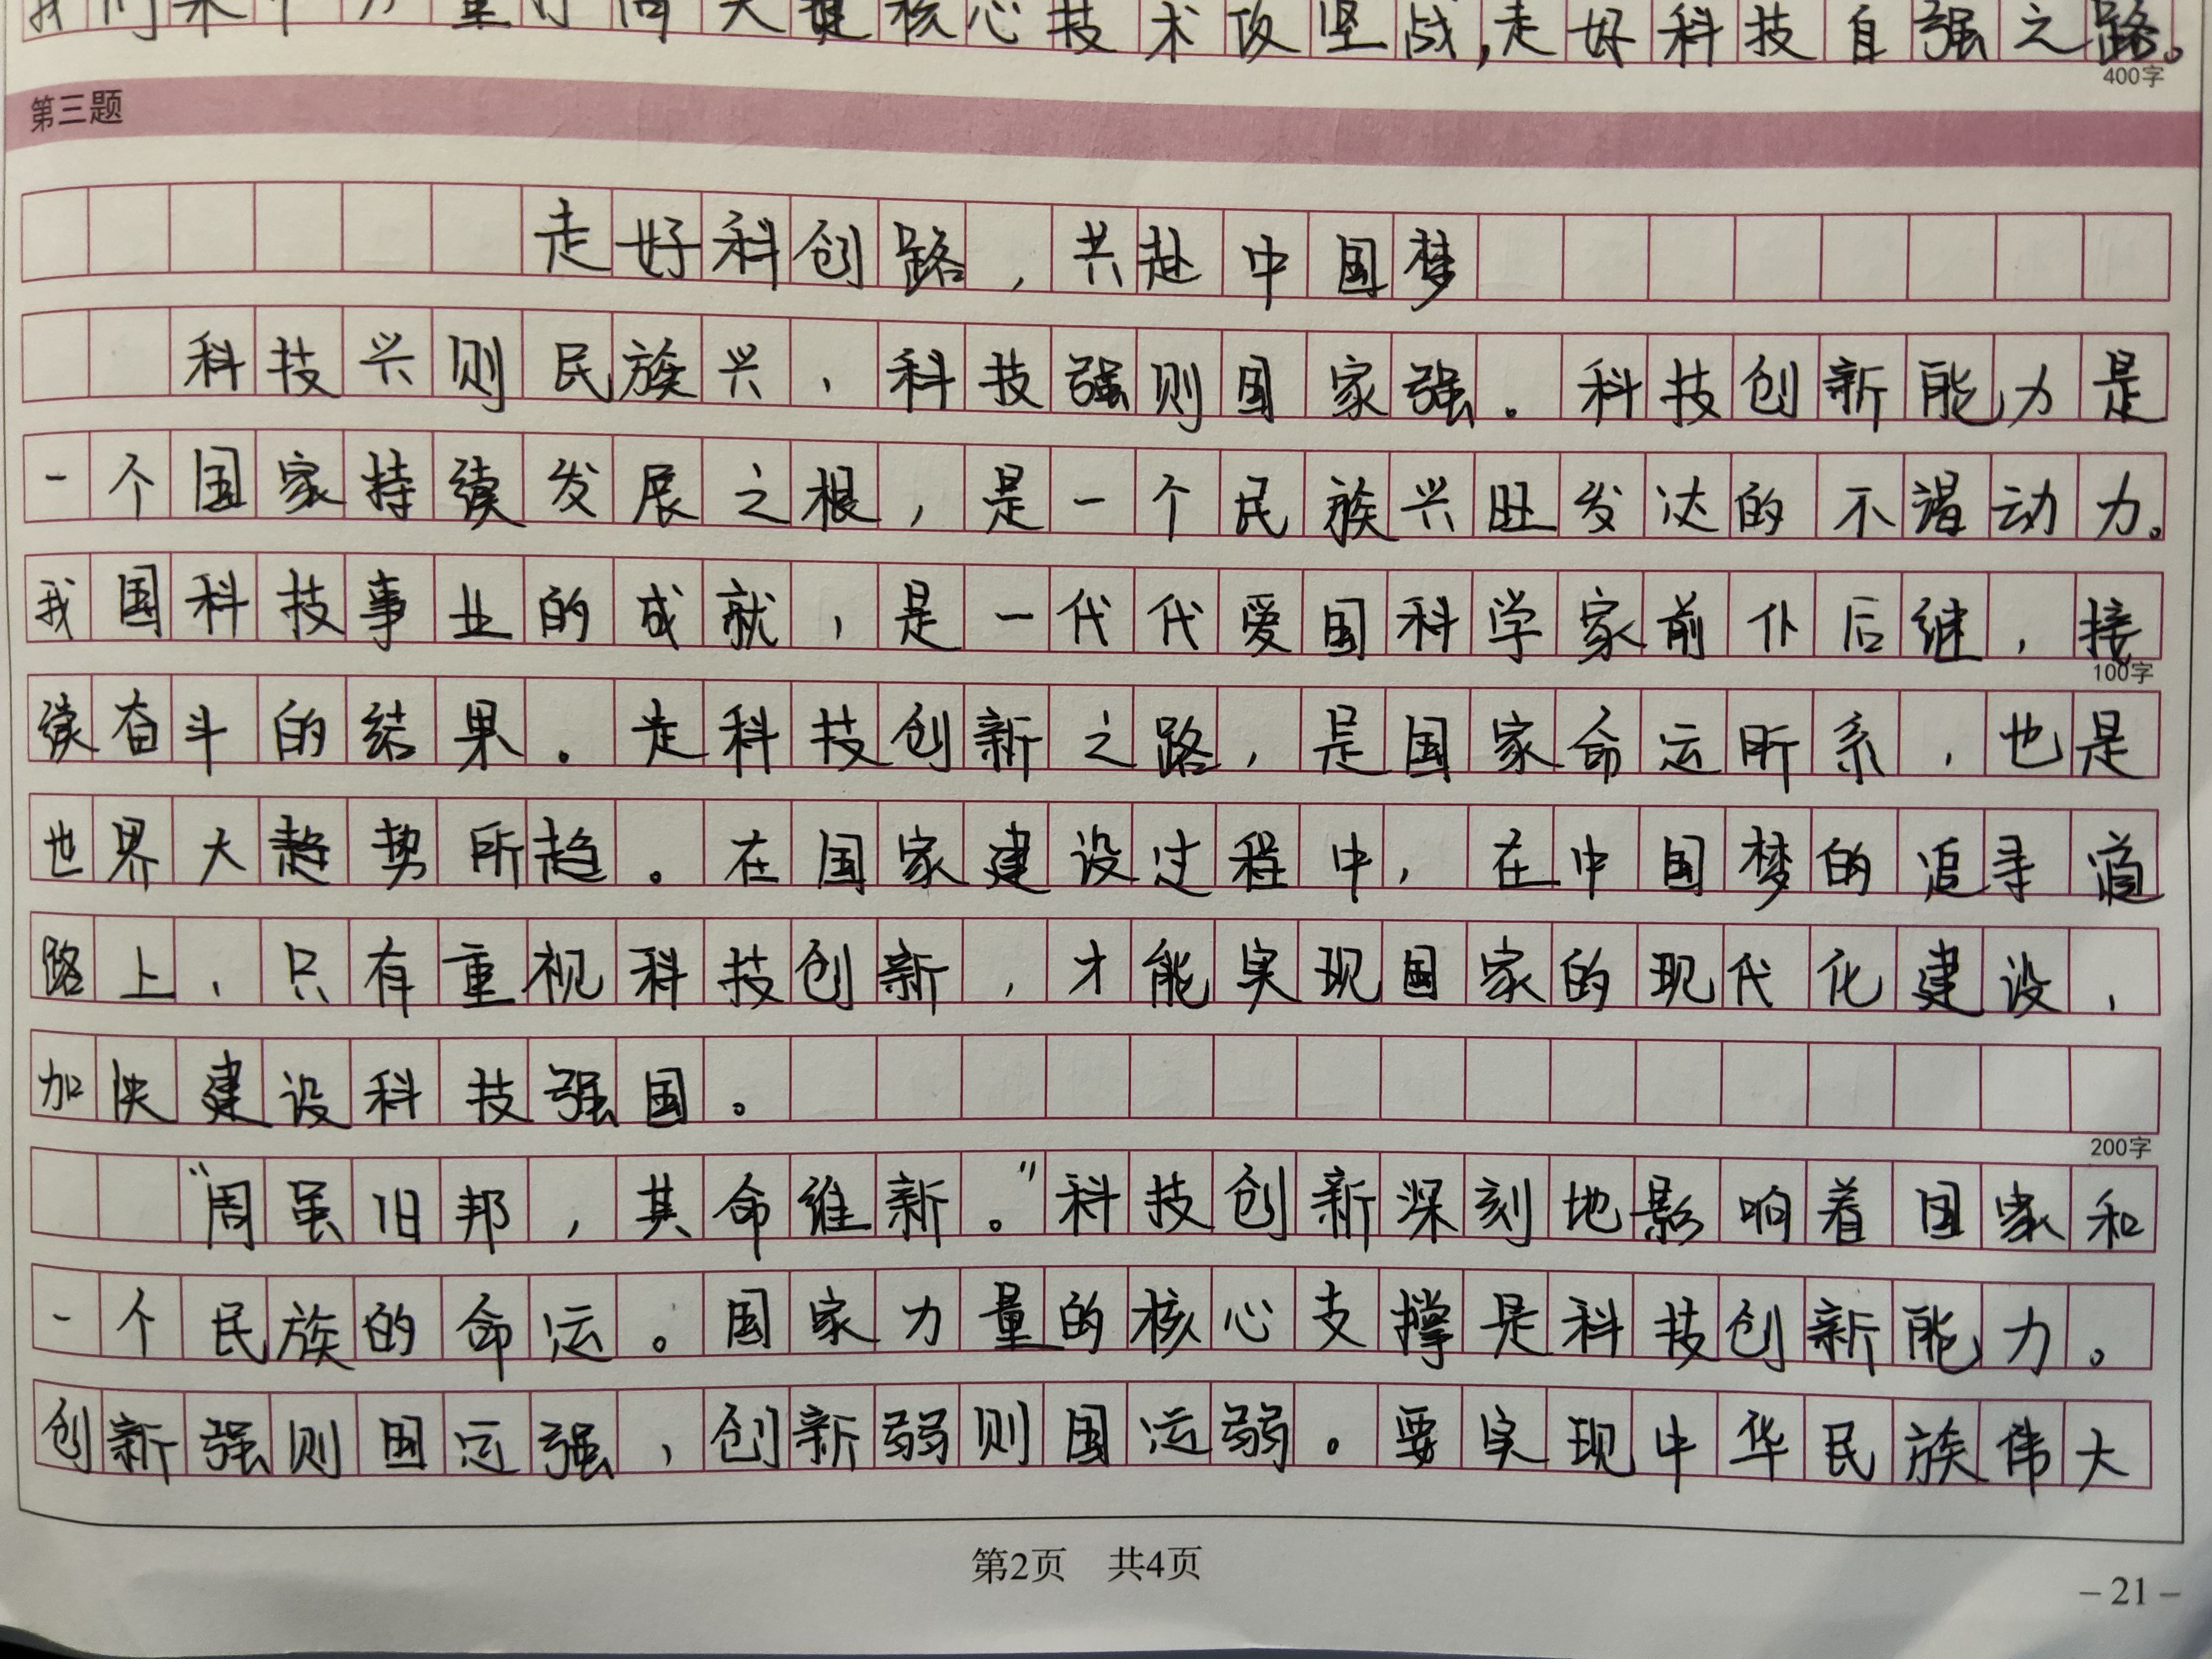 大键核心技术攻坚战,走好科技自强之路。
400字
第三题
走好科创路,共赴中国梦
科技兴则民族兴,科技强则国家强。科技创新能力是
一个国家持续发展之根,是一个民族兴旺发达的不竭动力。
我国科技事业的成就,是一代代爱国科学家前仆后继,接
100字
续奋斗的结果。走科技创新之路,是国家命运所系,也是
世界大趋势所趋。在国家建设过程中,在中国梦的追寻道
路上,只有重视科技创新,才能实现国家的现代化建设,
加快建设科技强国。
200字
“周虽旧邦,其命维新。”科技创新深刻地影响着国家和
一个民族的命运。国家力量的核心支撑是科技创新能力。
创新强则国运强,创新弱则国运弱。要实现中华民族伟大
第2页 共4页
–21–